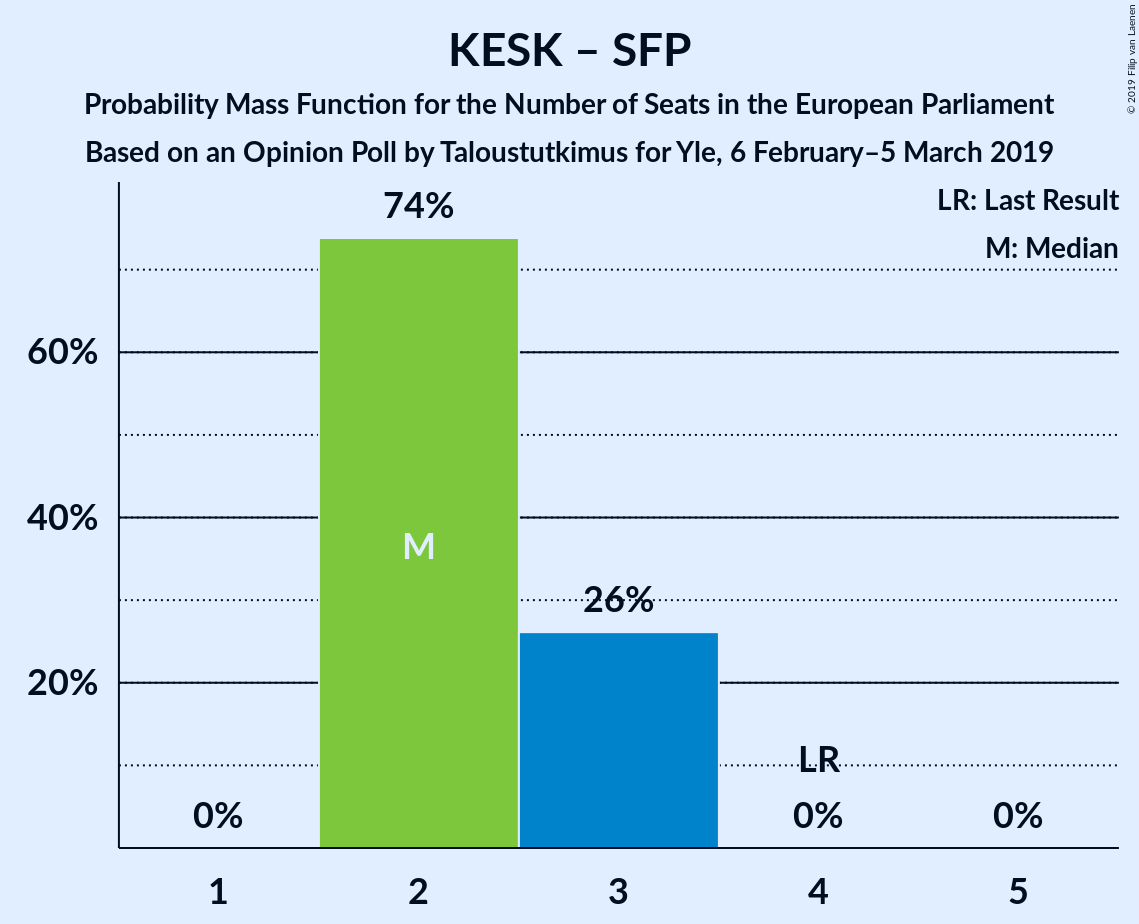 KESK – SFP
Probability Mass Function for the Number of Seats in the European Parliament
Based on an Opinion Poll by Taloustutkimus for Yle, 6 February–5 March 2019
© 2019 Filip van Laenen
LR: Last Result
M: Median
74%
60%
40%
M
26%
20%
LR
0%
0%
0%
1
2
3
4
5